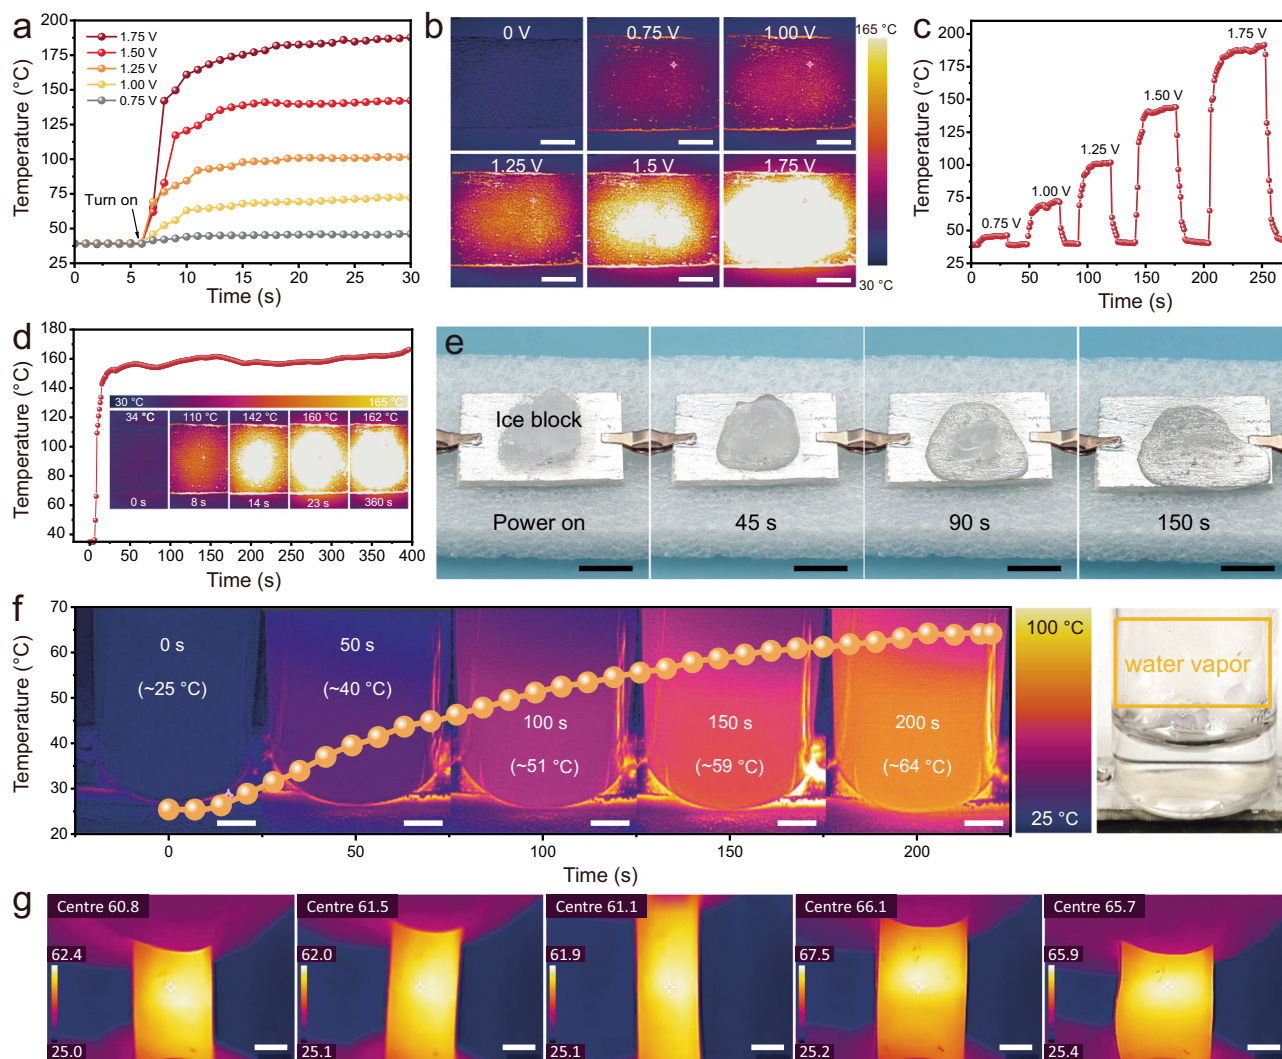 a
200
175
150
125
100
75
50
25
Temperature (°C)
1.75 V
1.50 V
1.25 V
1.00 V
0.75 V
Turn on
0 5 10 15 20 25 30
Time (s)
b
0 V
0.75 V
1.00 V
1.25 V
1.5 V
1.75 V
165 °C
30 °C
c
200
175
150
125
100
75
50
25
Temperature (°C)
0.75 V
1.00 V
1.25 V
1.50 V
1.75 V
0 50 100 150 200 250
Time (s)
d
180
160
140
120
100
80
60
40
Temperature (°C)
30 °C
165 °C
34 °C
110 °C
142 °C
160 °C
162 °C
0 s
8 s
14 s
23 s
360 s
0 50 100 150 200 250 300 350 400
Time (s)
e
Ice block
Power on
45 s
90 s
150 s
f
70
60
50
40
30
20
Temperature (°C)
0 s
(~25 °C)
50 s
(~40 °C)
100 s
(~51 °C)
150 s
(~59 °C)
200 s
(~64 °C)
0 50 100 150 200
Time (s)
100 °C
25 °C
water vapor
g
Centre 60.8
62.4
25.0
Centre 61.5
62.0
25.1
Centre 61.1
61.9
25.1
Centre 66.1
67.5
25.2
Centre 65.7
65.9
25.4